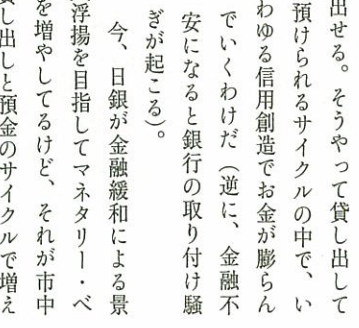 出せる。そうやって貸し出して
預けられるサイクルの中で、い
わゆる信用創造でお金が膨らん
でいくわけだ（逆に、金融不
安になると銀行の取り付け騒
ぎが起こる）。
今、日銀が金融緩和による景
浮揚を目指してマネタリー・ベ
を増やしてるけど、それが市中
し出しと預金のサイクルで増え